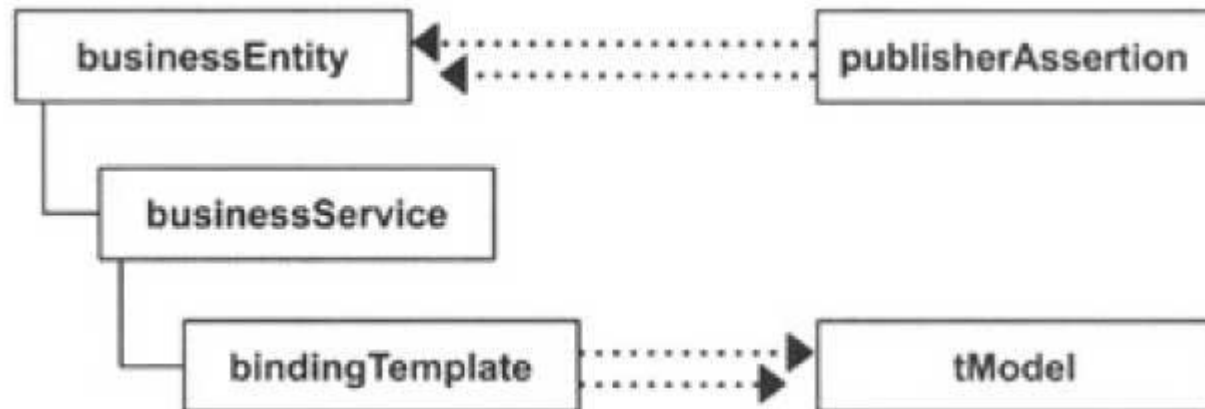 businessEntity
publisherAssertion
businessService
bindingTemplate
tModel